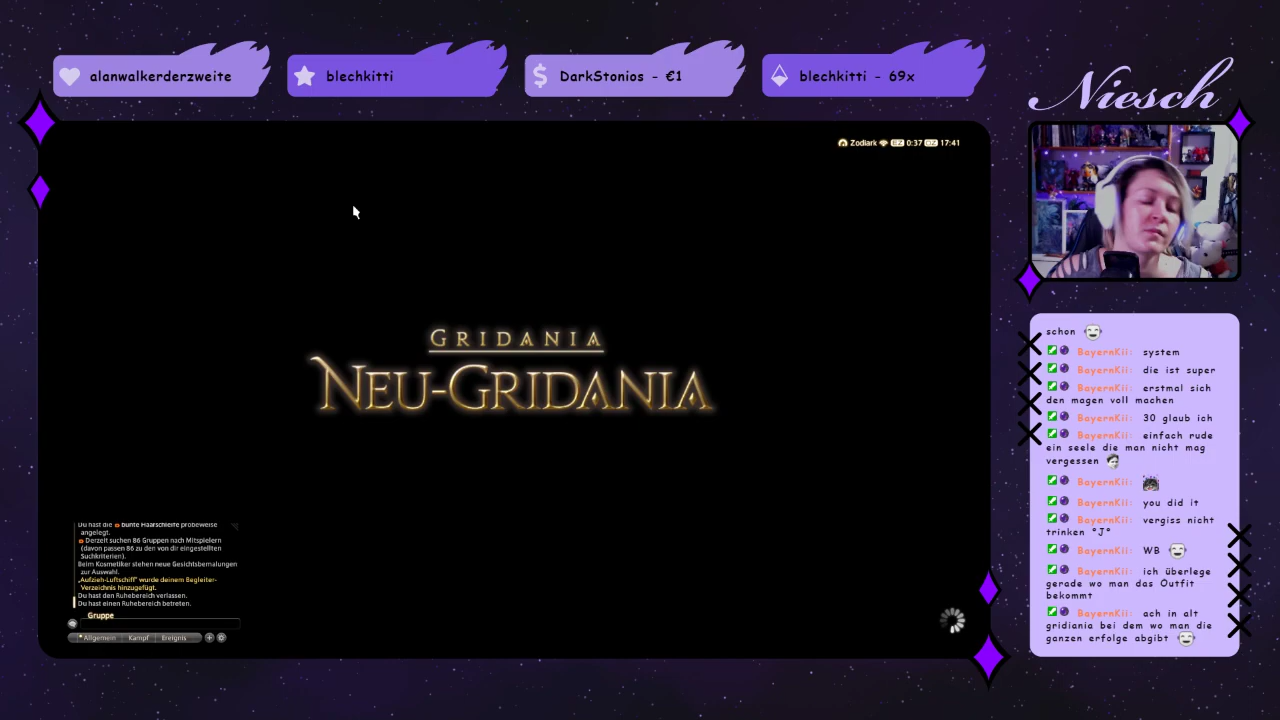 alanwalkerderzweite
blechkitti
DarkStonios - €1
blechkitti - 69x
Niesch
Zodiark EZ 0:37 OZ 17:41
GRIDANIA
NEU-GRIDANIA
Du hast die bunte Haarschleife probeweise
angelegt.
Derzeit suchen 86 Gruppen nach Mitspielern
(davon passen 86 zu den von dir eingestellten
Suchkriterien).
Beim Kosmetiker stehen neue Gesichtsbemalungen
zur Auswahl.
„Aufzieh-Luftschiff“ wurde deinem Begleiter-
Verzeichnis hinzugefügt.
Du hast den Ruhebereich verlassen.
Du hast einen Ruhebereich betreten.
Gruppe
Allgemein Kampf Ereignis
schon
BayernKii: system
BayernKii: die ist super
BayernKii: erstmal sich
den magen voll machen
BayernKii: 30 glaub ich
BayernKii: einfach rude
ein seele die man nicht mag
vergessen
BayernKii:
BayernKii: you did it
BayernKii: vergiss nicht
trinken °J°
BayernKii: WB
BayernKii: ich überlege
gerade wo man das Outfit
bekommt
BayernKii: ach in alt
gridiania bei dem wo man die
ganzen erfolge abgibt